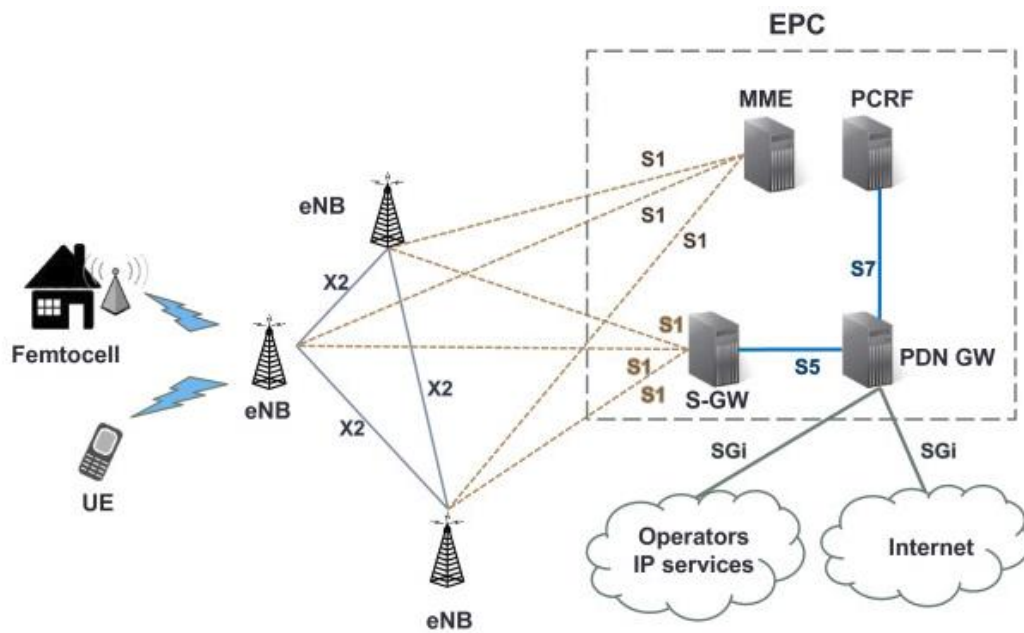 EPC
MME
PCRF
S1
eNB
S1
S1
X2
S7
Femtocell
S1
PDN GW
S1
S5
eNB
X2
S1
S-GW
X2
UE
SGi
SGi
Operators
IP services
Internet
eNB